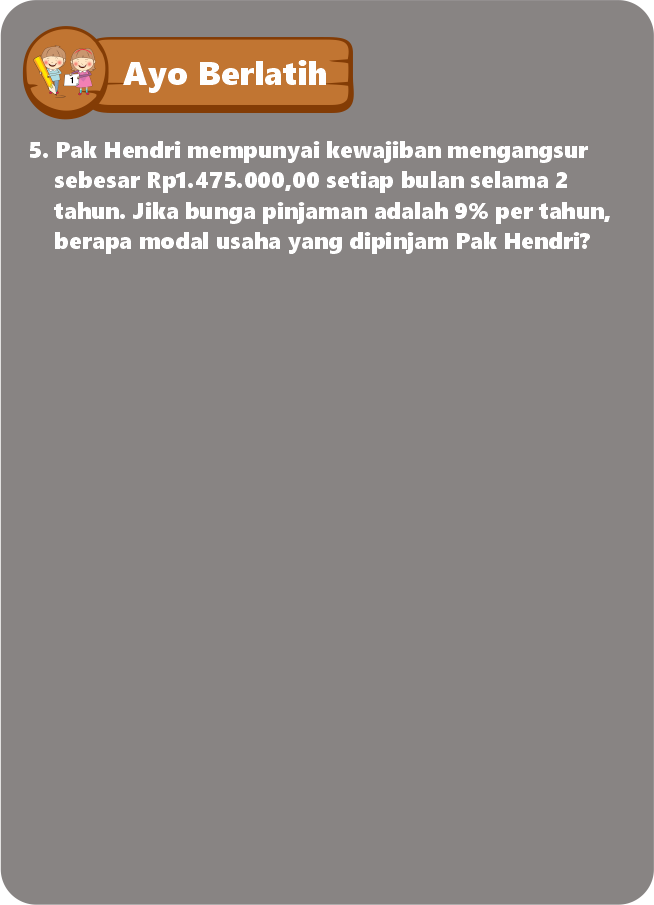 Ayo Berlatih
1
5. Pak Hendri mempunyai kewajiban mengangsur
sebesar Rp1.475.000,00 setiap bulan selama 2
tahun. Jika bunga pinjaman adalah 9% per tahun,
berapa modal usaha yang dipinjam Pak Hendri?